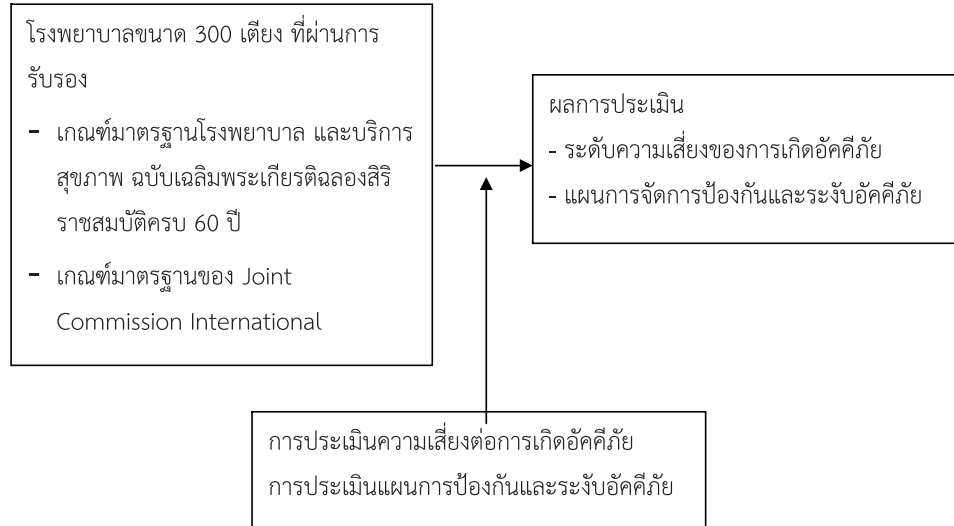 โรงพยาบาลขนาด 300 เตียง ที่ผ่านการ
รับรอง
- เกณฑ์มาตรฐานโรงพยาบาล และบริการ
สุขภาพ ฉบับเฉลิมพระเกียรติฉลองสิริ
ราชสมบัติครบ 60 ปี
- เกณฑ์มาตรฐานของ Joint
Commission International
ผลการประเมิน
- ระดับความเสี่ยงของการเกิดอัคคีภัย
- แผนการจัดการป้องกันและระงับอัคคีภัย
การประเมินความเสี่ยงต่อการเกิดอัคคีภัย
การประเมินแผนการป้องกันและระงับอัคคีภัย